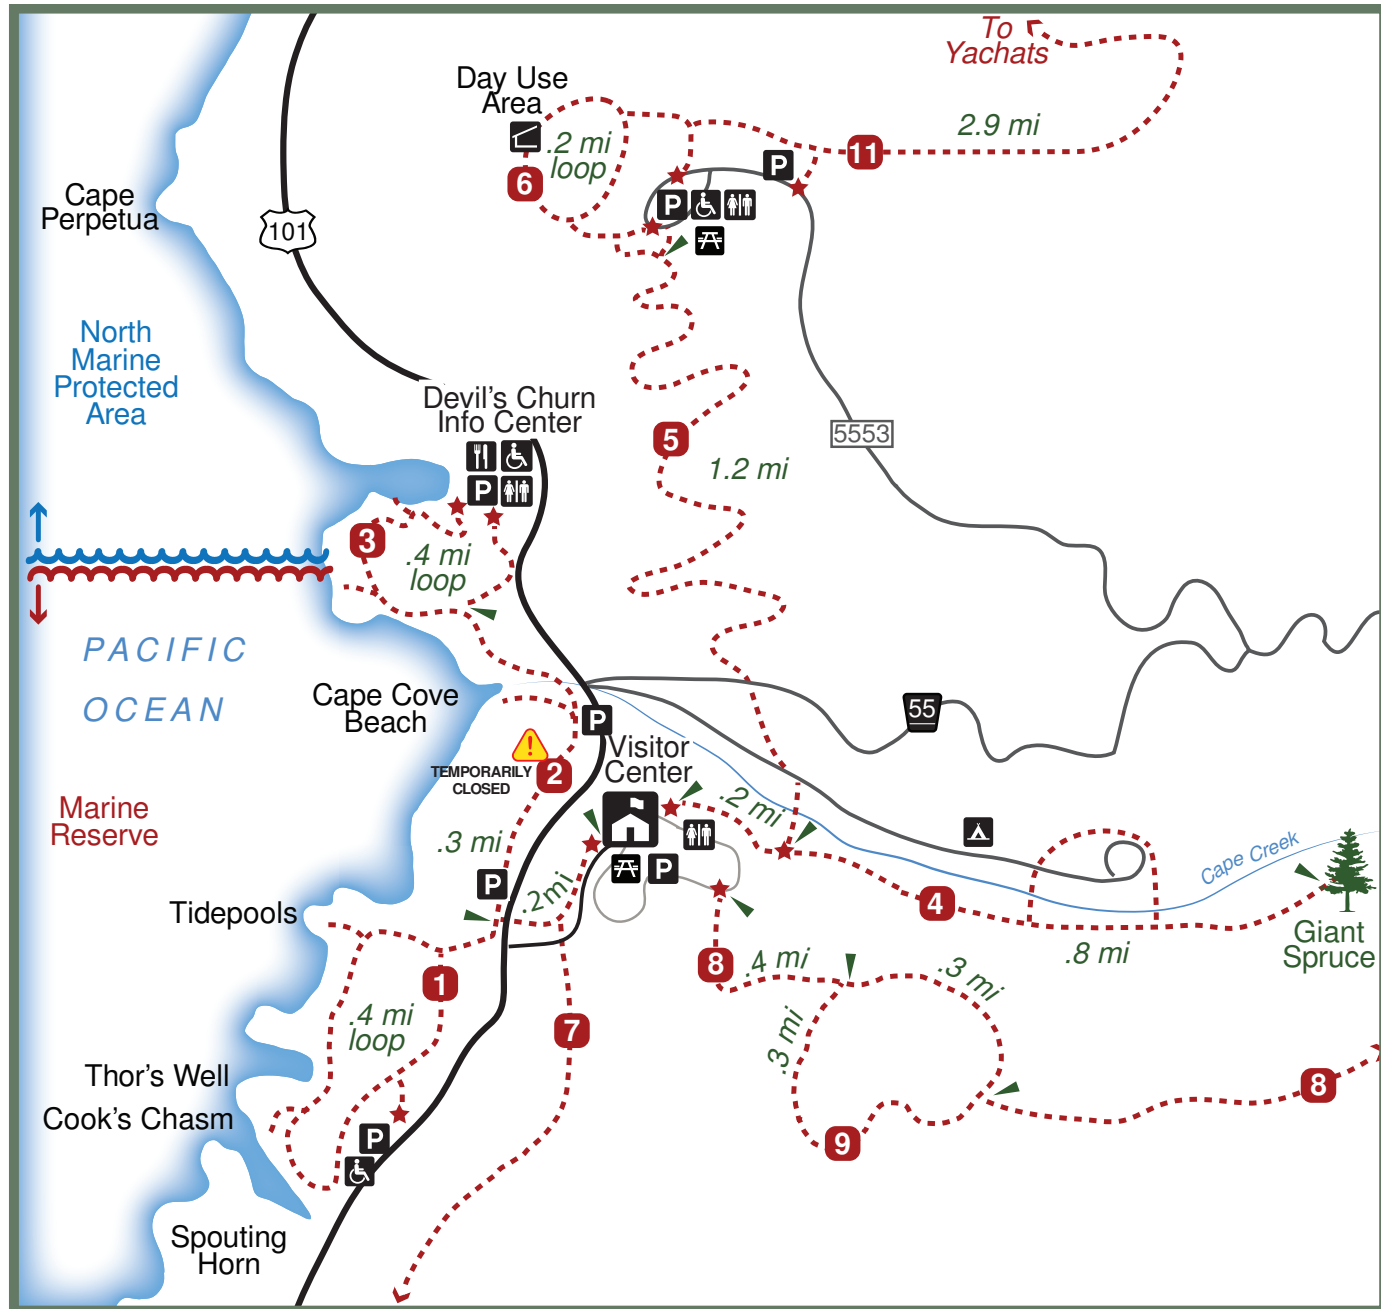 To
Yachats
Day Use
Area
2.9 mi
.2 mi
loop
11
P
6
Cape
Perpetua
P
101
North
Marine
Protected
Area
Devil's Churn
Info Center
5553
5
1.2 mi
P
3
.4 mi
loop
PACIFIC
OCEAN
Cape Cove
Beach
55
P
Visitor
Center
!
TEMPORARILY
CLOSED
2
Marine
Reserve
.2 mi
.3 mi
Cape Creek
P
P
.2mi
4
Tidepools
Giant
Spruce
.8 mi
8
.4 mi
.3 mi
1
.4 mi
loop
7
.3 mi
Thor's Well
8
Cook's Chasm
P
9
Spouting
Horn